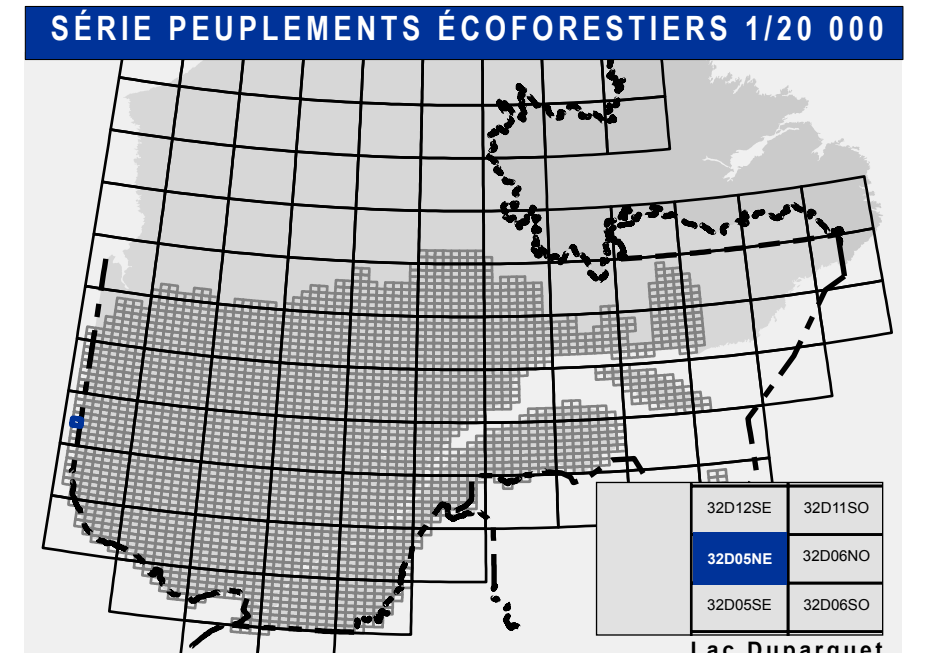 SÉRIE PEUPLEMENTS ÉCOFORESTIERS 1/20 000
32D12SE 32D11SO
32D05NE 32D06NO
32D05SE 32D06SO
Lac Duparquet